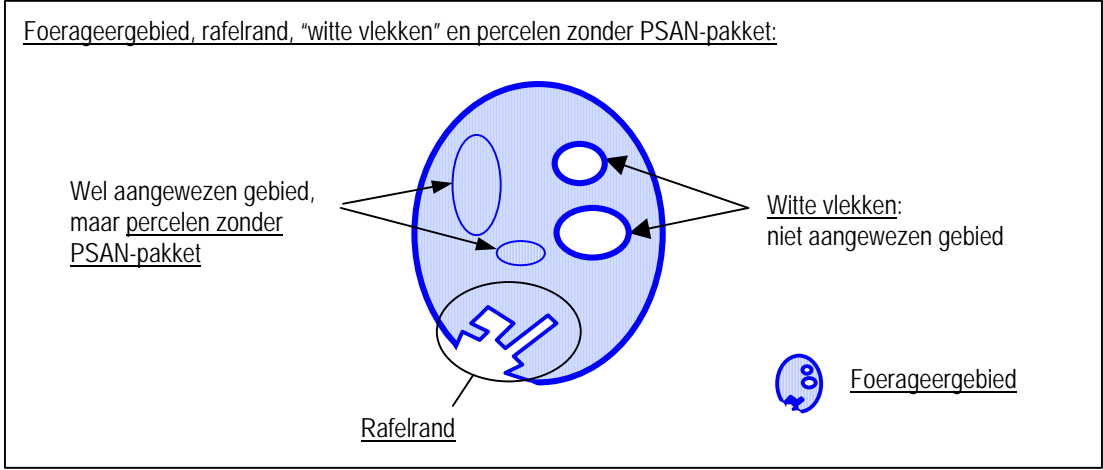 Foerageergebied, rafelrand, “witte vlekken” en percelen zonder PSAN-pakket:
Wel aangewezen gebied,
maar percelen zonder
PSAN-pakket
Witte vlekken:
niet aangewezen gebied
Foerageergebied
Rafelrand